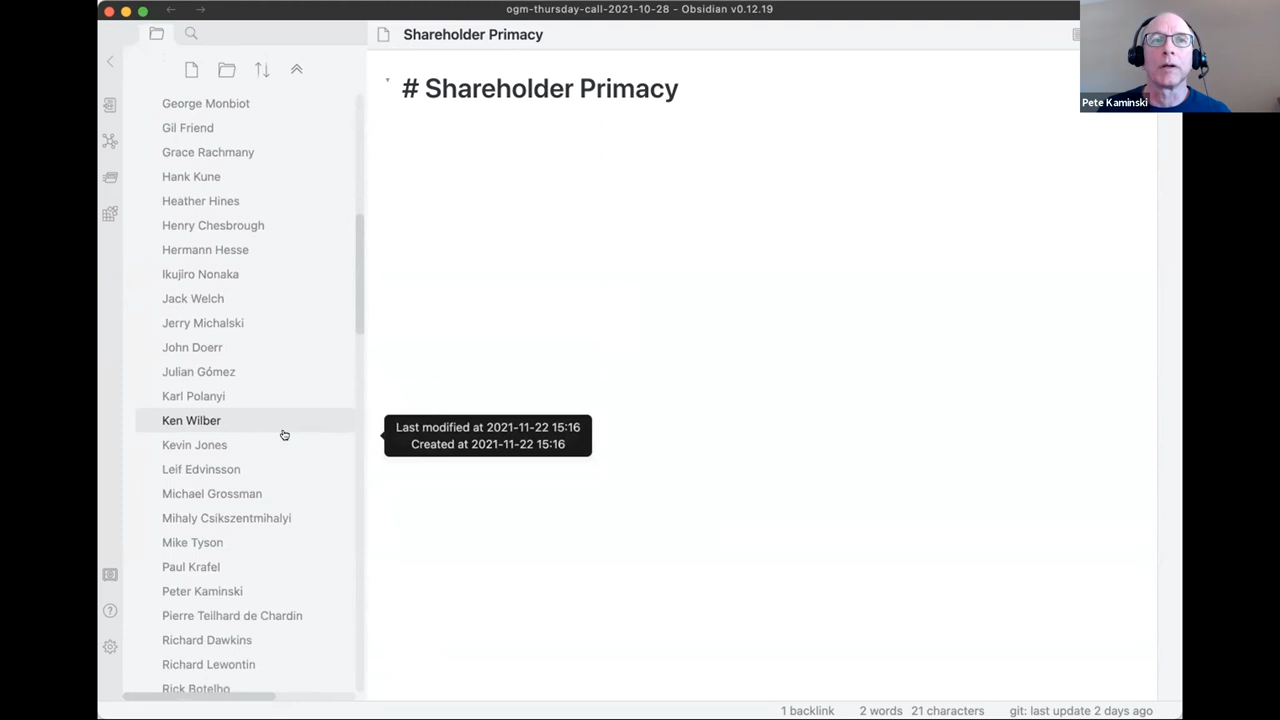 ogm-thursday-call-2021-10-28 - Obsidian v0.12.19
Shareholder Primacy
# Shareholder Primacy
Pete Kaminski
George Monbiot
Gil Friend
Grace Rachmany
Hank Kune
Heather Hines
Henry Chesbrough
Hermann Hesse
Ikujiro Nonaka
Jack Welch
Jerry Michalski
John Doerr
Julian Gómez
Karl Polanyi
Ken Wilber
Kevin Jones
Leif Edvinsson
Michael Grossman
Mihaly Csíkszentmihalyi
Mike Tyson
Paul Krafel
Peter Kaminski
Pierre Teilhard de Chardin
Richard Dawkins
Richard Lewontin
Rick Botelho
Last modified at 2021-11-22 15:16
Created at 2021-11-22 15:16
1 backlink 2 words 21 characters git: last update 2 days ago